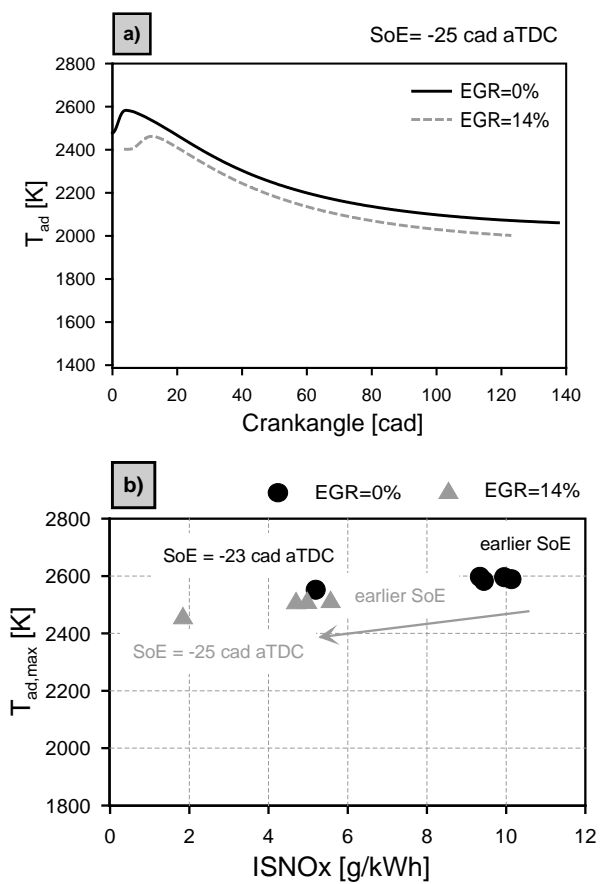 a)
SoE= -25 cad aTDC
2800
2600
2400
2200
2000
1800
1600
1400
T_ad [K]
EGR=0%
EGR=14%
0 20 40 60 80 100 120 140
Crankangle [cad]
b)
EGR=0% EGR=14%
2800
2600
2400
2200
2000
1800
T_ad,max [K]
SoE = -23 cad aTDC
earlier SoE
earlier SoE
SoE = -25 cad aTDC
0 2 4 6 8 10 12
ISNOx [g/kWh]